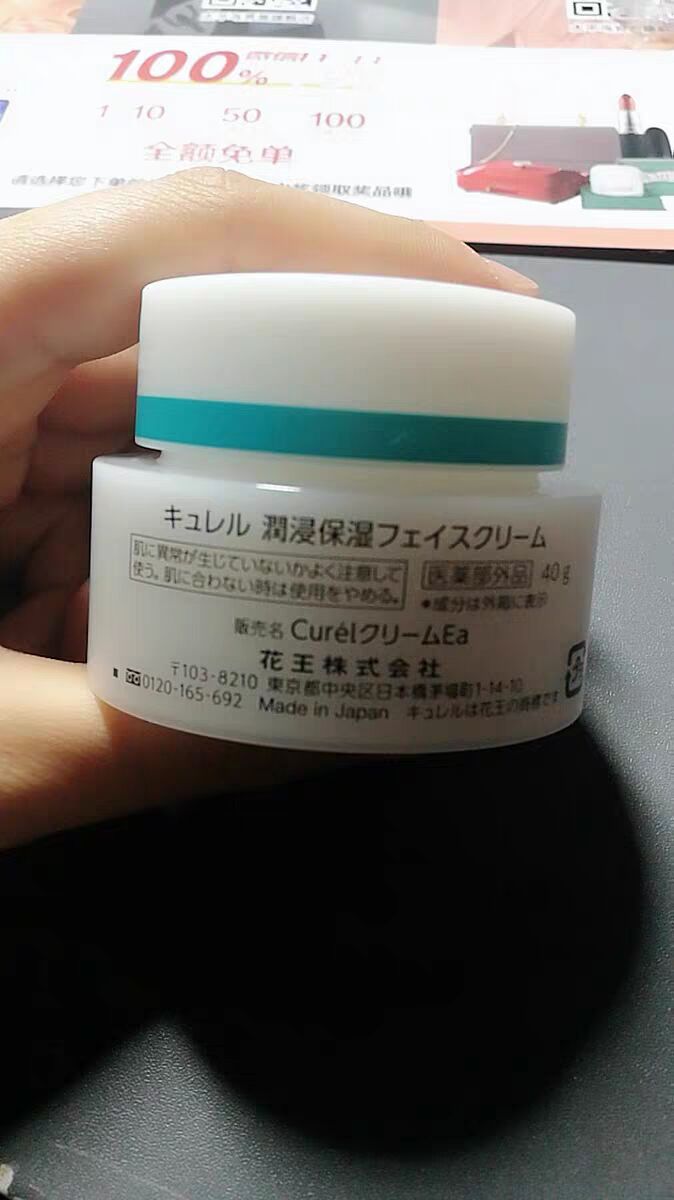 100%
1 10 50 100
全额免单
キュレル 潤浸保湿フェイスクリーム
肌に異常が生じていないかよく注意して
使う。肌に合わない時は使用をやめる。
医薬部外品 40g
●成分は外箱に表示
販売名 CurélクリームEa
花王株式会社
〒103-8210 東京都中央区日本橋茅場町1-14-10
0120-165-692 Made in Japan キュレルは花王の商標です